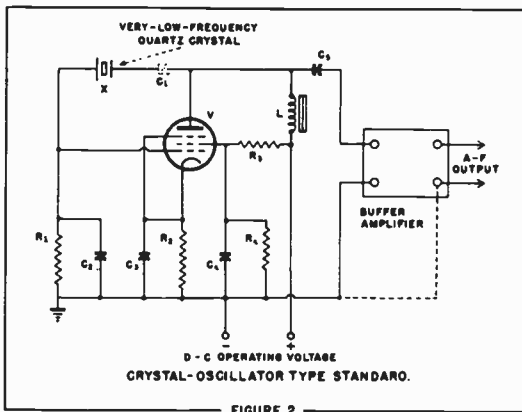 VERY-LOW-FREQUENCY
QUARTZ CRYSTAL
X
C1
C5
V
L
R3
A-F
OUTPUT
BUFFER
AMPLIFIER
R1
C2
C3
R2
C4
R4
- +
D-C OPERATING VOLTAGE
CRYSTAL-OSCILLATOR TYPE STANDARD.
FIGURE 2